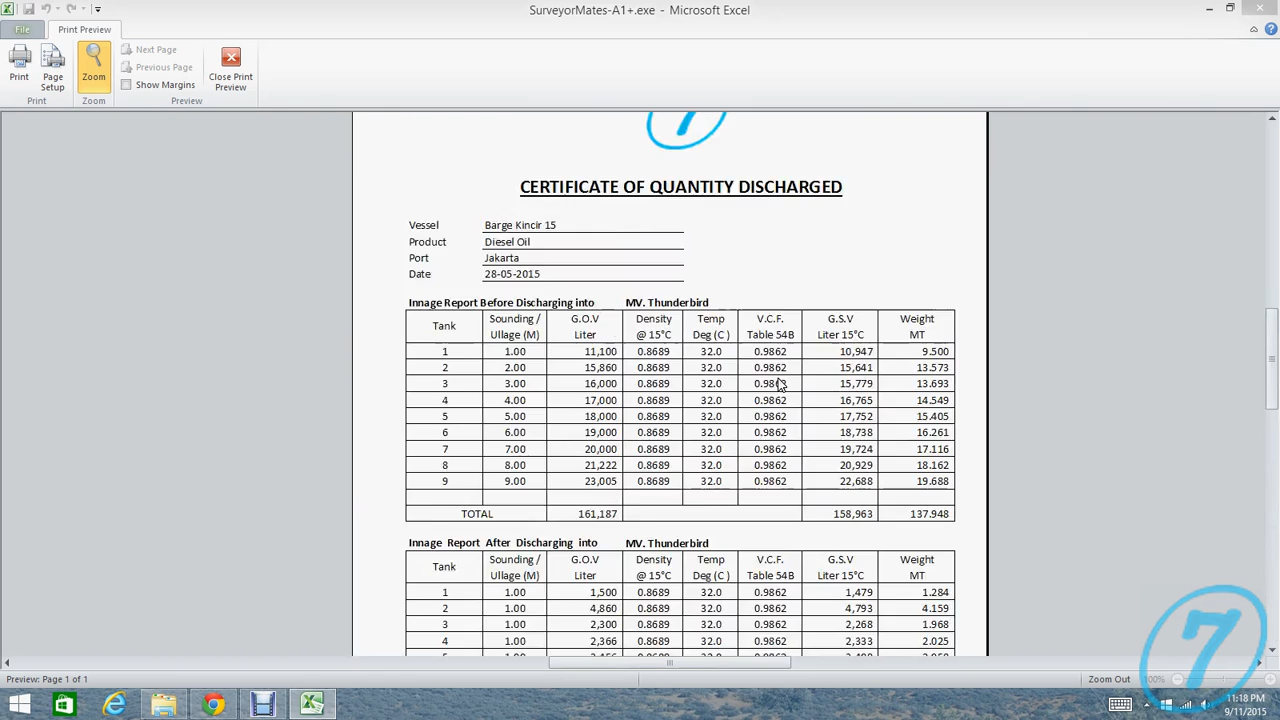 SurveyorMates-A1+.exe - Microsoft Excel
File Print Preview
Print
Page Setup
Zoom
Next Page
Previous Page
Show Margins
Close Print Preview
Print Zoom Preview
7
CERTIFICATE OF QUANTITY DISCHARGED
Vessel Barge Kincir 15
Product Diesel Oil
Port Jakarta
Date 28-05-2015
Innage Report Before Discharging into MV. Thunderbird
Tank Sounding / Ullage (M) G.O.V Liter Density @ 15°C Temp Deg (C ) V.C.F. Table 54B G.S.V Liter 15°C Weight MT
1 1.00 11,100 0.8689 32.0 0.9862 10,947 9.500
2 2.00 15,860 0.8689 32.0 0.9862 15,641 13.573
3 3.00 16,000 0.8689 32.0 0.9862 15,779 13.693
4 4.00 17,000 0.8689 32.0 0.9862 16,765 14.549
5 5.00 18,000 0.8689 32.0 0.9862 17,752 15.405
6 6.00 19,000 0.8689 32.0 0.9862 18,738 16.261
7 7.00 20,000 0.8689 32.0 0.9862 19,724 17.116
8 8.00 21,222 0.8689 32.0 0.9862 20,929 18.162
9 9.00 23,005 0.8689 32.0 0.9862 22,688 19.688
TOTAL 161,187 158,963 137.948
Innage Report After Discharging into MV. Thunderbird
Tank Sounding / Ullage (M) G.O.V Liter Density @ 15°C Temp Deg (C ) V.C.F. Table 54B G.S.V Liter 15°C Weight MT
1 1.00 1,500 0.8689 32.0 0.9862 1,479 1.284
2 1.00 4,860 0.8689 32.0 0.9862 4,793 4.159
3 1.00 2,300 0.8689 32.0 0.9862 2,268 1.968
4 1.00 2,366 0.8689 32.0 0.9862 2,333 2.025
7
Preview: Page 1 of 1 Zoom Out 100%
11:18 PM
9/11/2015